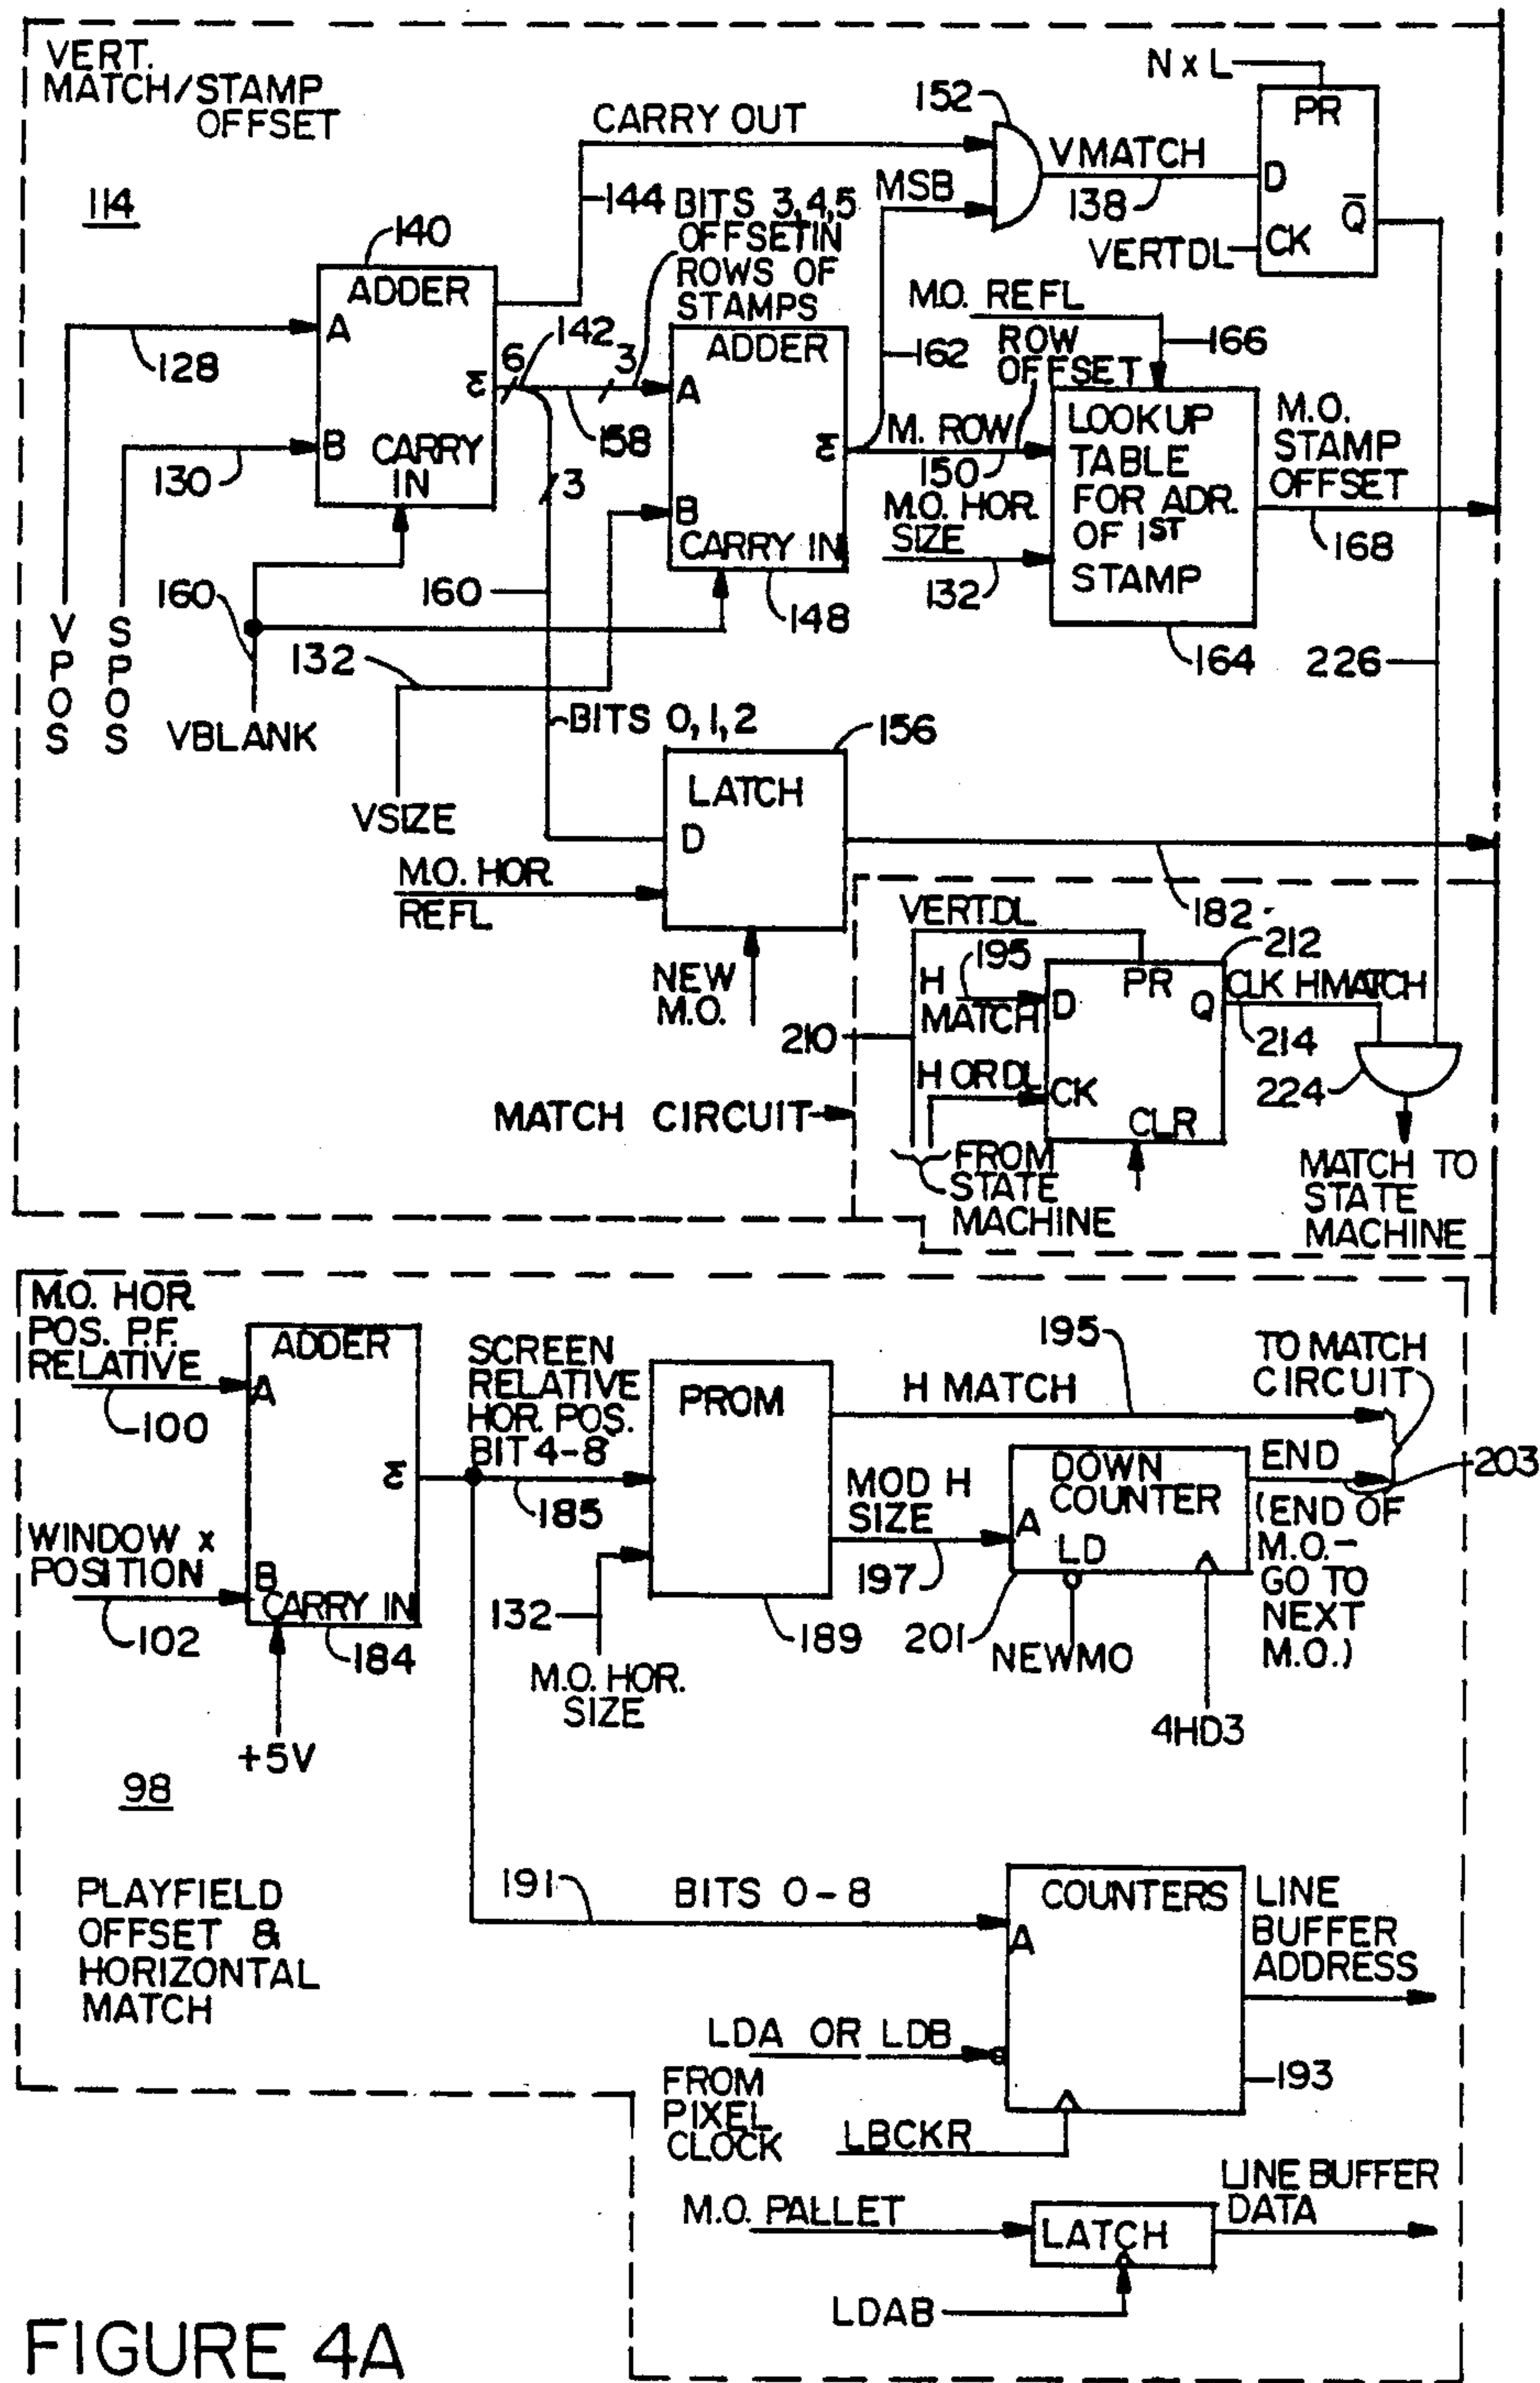 VERT.
MATCH/STAMP
OFFSET
114
N x L
PR
D
Q
CK
VERTDL
152
CARRY OUT
MSB
VMATCH
138
144
BITS 3,4,5
OFFSETIN
ROWS OF
STAMPS
140
ADDER
A
B
CARRY
IN
Σ
128
130
6
142
3
158
3
160
ADDER
A
B
Σ
CARRY IN
148
162
M.O. REFL
166
ROW
OFFSET
M. ROW
150
M.O. HOR.
SIZE
132
LOOKUP
TABLE
FOR ADR.
OF 1ST
STAMP
164
M.O.
STAMP
OFFSET
168
226
VPOS
SPOS
160
VBLANK
132
VSIZE
BITS 0,1,2
156
LATCH
D
M.O. HOR
REFL
NEW
M.O.
182
VERTDL
195
H
MATCH
210
H ORDL
PR
D
Q
CK
CLR
212
CLK HMATCH
214
224
MATCH CIRCUIT
FROM
STATE
MACHINE
MATCH TO
STATE
MACHINE
M.O. HOR.
POS. P.F.
RELATIVE
100
WINDOW x
POSITION
102
ADDER
A
Σ
B
CARRY IN
184
+5V
98
SCREEN
RELATIVE
HOR. POS.
BIT 4-8
185
PROM
189
132
M.O. HOR.
SIZE
195
H MATCH
TO MATCH
CIRCUIT
MOD H
SIZE
197
DOWN
COUNTER
A
LD
201
NEWMO
4HD3
END
203
(END OF
M.O.-
GO TO
NEXT
M.O.)
PLAYFIELD
OFFSET &
HORIZONTAL
MATCH
191
BITS 0-8
COUNTERS
A
193
LINE
BUFFER
ADDRESS
LDA OR LDB
FROM
PIXEL
CLOCK
LBCKR
M.O. PALLET
LATCH
LINE BUFFER
DATA
LDAB
FIGURE 4A